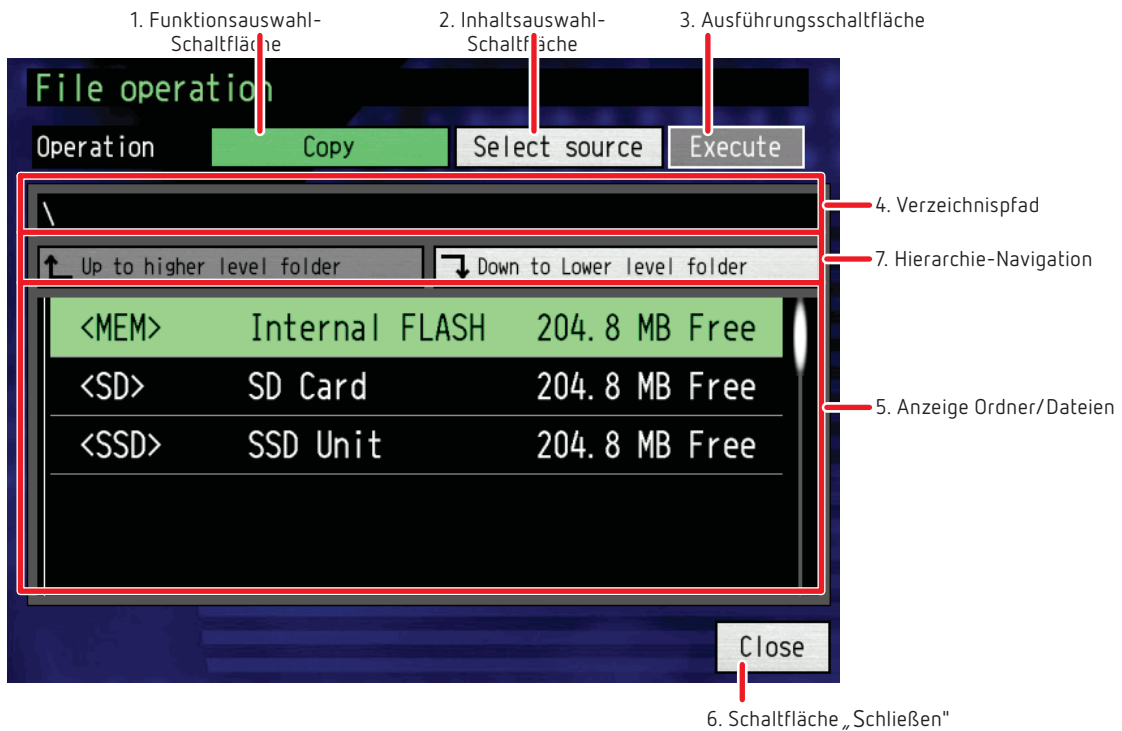 1. Funktionsauswahl-
Schaltfläche
2. Inhaltsauswahl-
Schaltfläche
3. Ausführungsschaltfläche
File operation
Operation
Copy
Select source
Execute
\
4. Verzeichnispfad
Up to higher level folder
Down to Lower level folder
7. Hierarchie-Navigation
<MEM> Internal FLASH 204. 8 MB Free
<SD> SD Card 204. 8 MB Free
5. Anzeige Ordner/Dateien
<SSD> SSD Unit 204. 8 MB Free
Close
6. Schaltfläche „Schließen"